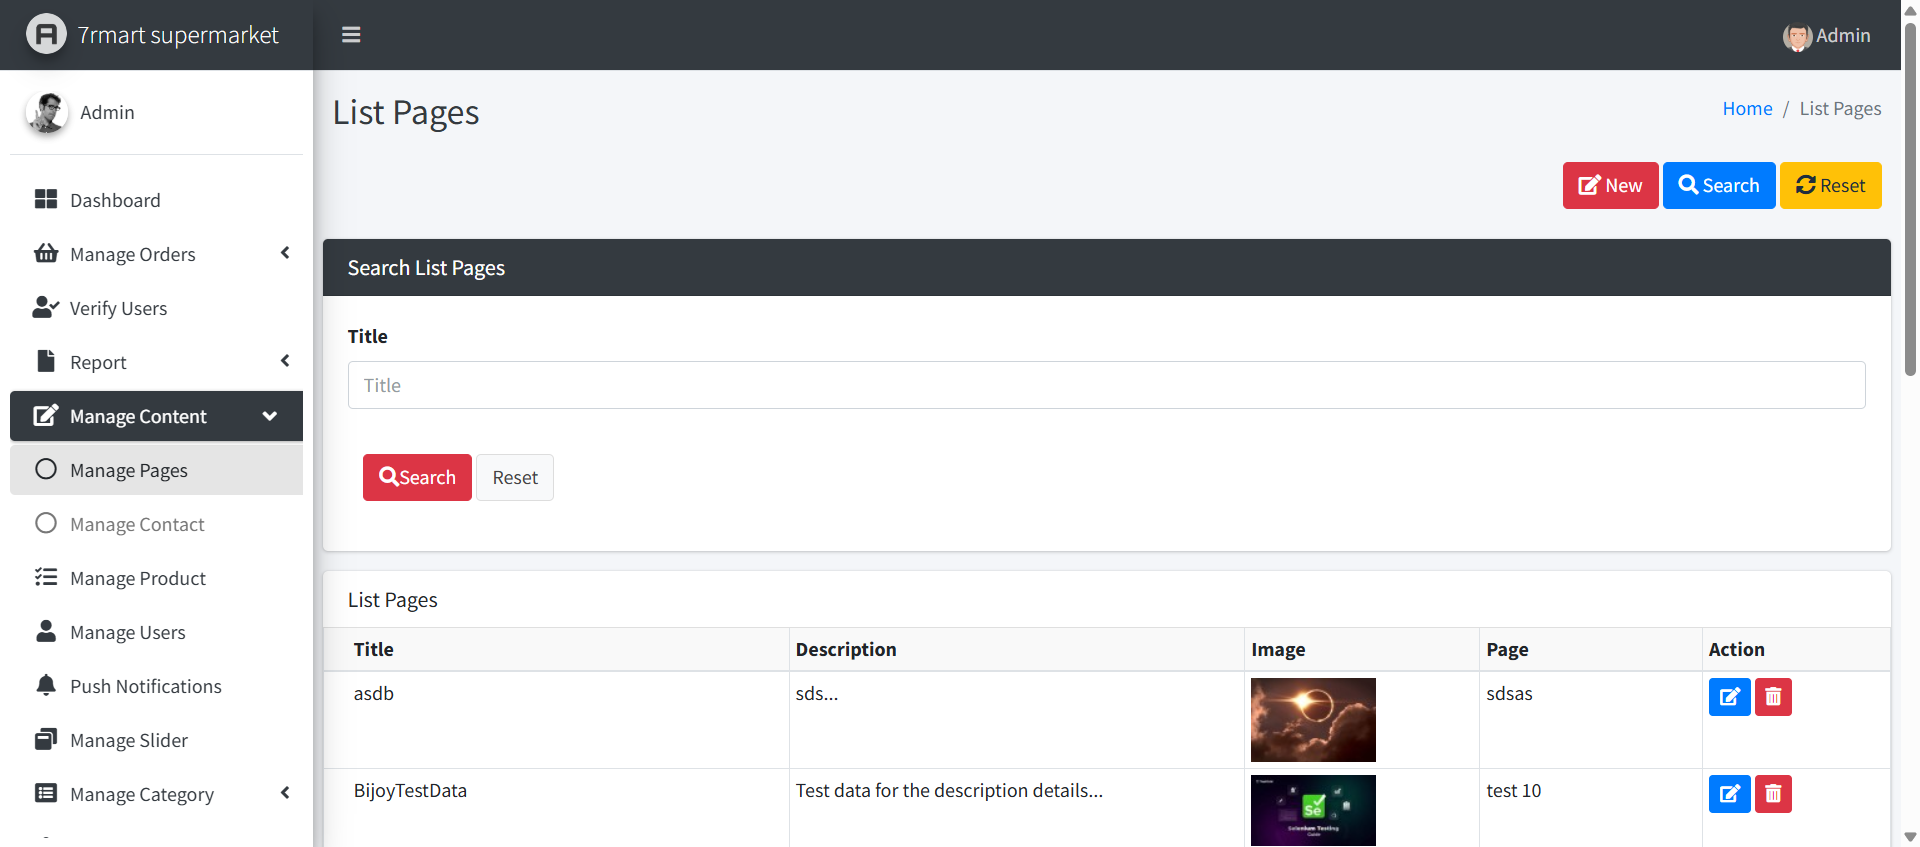 7rmart supermarket
Admin
Admin
List Pages
Home / List Pages
New
Search
Reset
Dashboard
Manage Orders
Verify Users
Report
Manage Content
Manage Pages
Manage Contact
Manage Product
Manage Users
Push Notifications
Manage Slider
Manage Category
Search List Pages
Title
Title
Search
Reset
List Pages
Title Description Image Page Action
asdb sds... sdsas
BijoyTestData Test data for the description details... test 10
Se
Selenium Testing